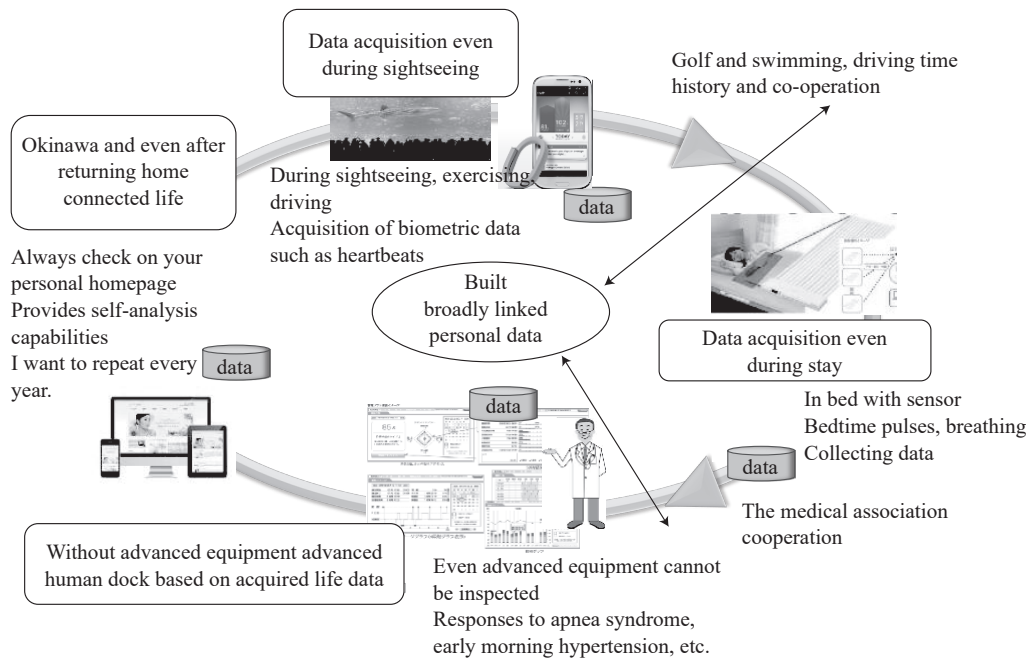 Data acquisition even
during sightseeing
Golf and swimming, driving time
history and co-operation
Okinawa and even after
returning home
connected life
TODAY
During sightseeing, exercising,
driving
Acquisition of biometric data
such as heartbeats
data
Always check on your
personal homepage
Provides self-analysis
capabilities
I want to repeat every
year.
data
Built
broadly linked
personal data
Data acquisition even
during stay
In bed with sensor
Bedtime pulses, breathing
Collecting data
data
data
The medical association
cooperation
Without advanced equipment advanced
human dock based on acquired life data
Even advanced equipment cannot
be inspected
Responses to apnea syndrome,
early morning hypertension, etc.